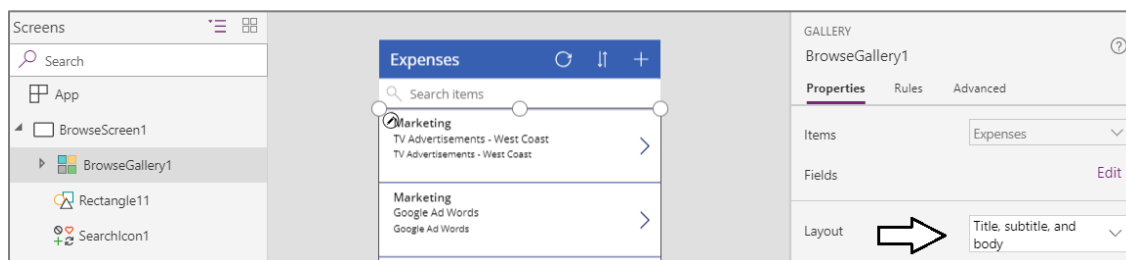 Screens
Search
App
BrowseScreen1
BrowseGallery1
Rectangle11
SearchIcon1
Expenses
Search items
Marketing
TV Advertisements - West Coast
TV Advertisements - West Coast
Marketing
Google Ad Words
Google Ad Words
GALLERY
BrowseGallery1
?
Properties Rules Advanced
Items Expenses
Fields Edit
Layout Title, subtitle, and
body